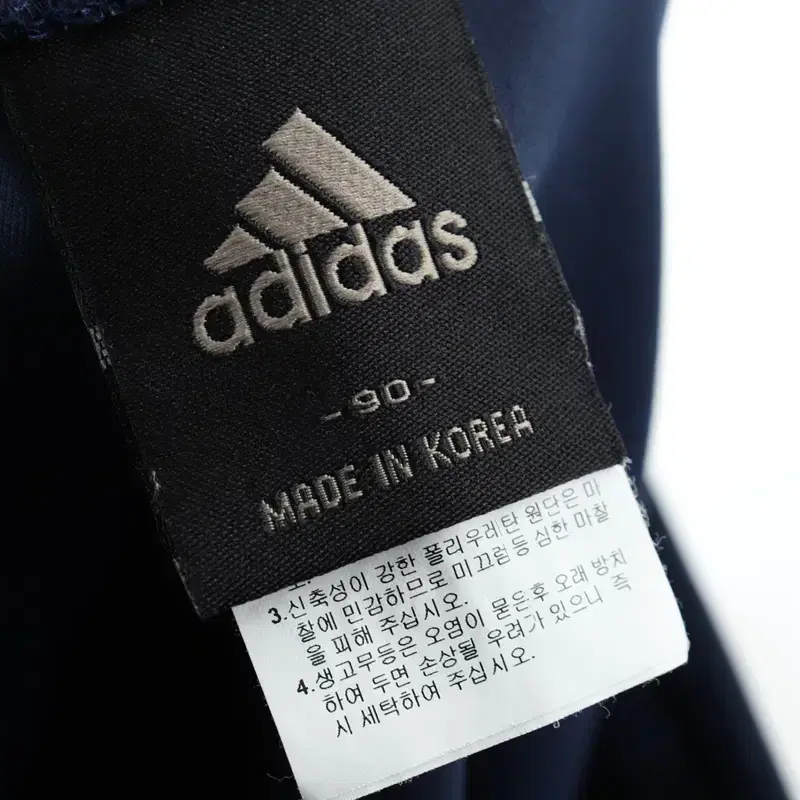 adidas
- 90 -
MADE IN KOREA
3. 신축성이 강한 폴리우레탄 원단은 마
찰에 민감하므로 미끄럼등 심한 마찰
을 피해 주십시오.
4. 생고무등은 오염이 묻은후 오래 방치
하여 두면 손상될 우려가 있으니 즉
시 세탁하여 주십시오.